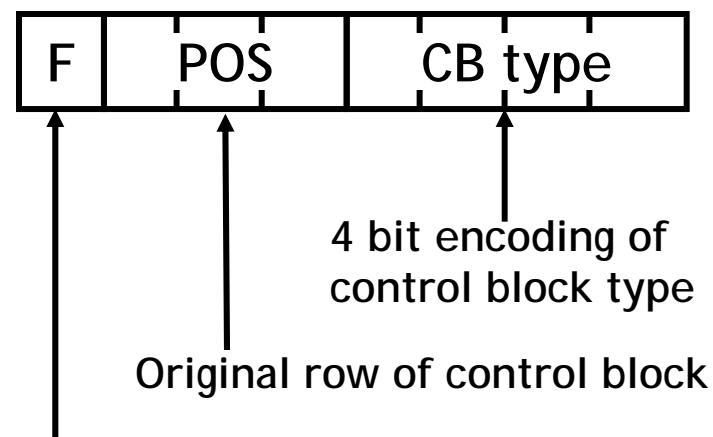 F POS CB type
4 bit encoding of
control block type
Original row of control block